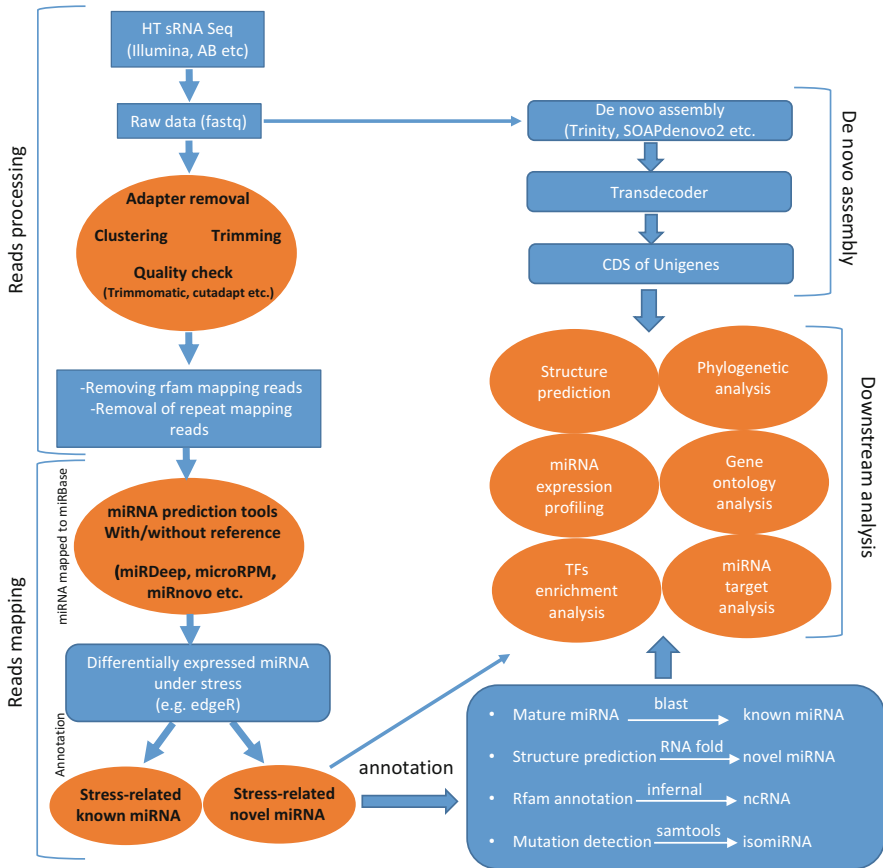 HT sRNA Seq
(Illumina, AB etc)
Raw data (fastq)
Adapter removal
Clustering Trimming
Quality check
(Trimmomatic, cutadapt etc.)
-Removing rfam mapping reads
-Removal of repeat mapping
reads
Reads processing
miRNA prediction tools
With/without reference
(miRDeep, microRPM,
miRnovo etc.
miRNA mapped to miRBase
Differentially expressed miRNA
under stress
(e.g. edgeR)
Annotation
Stress-related
known miRNA
Stress-related
novel miRNA
Reads mapping
De novo assembly
(Trinity, SOAPdenovo2 etc.
Transdecoder
CDS of Unigenes
De novo assembly
Structure
prediction
Phylogenetic
analysis
miRNA
expression
profiling
Gene
ontology
analysis
TFs
enrichment
analysis
miRNA
target
analysis
Downstream analysis
annotation
• Mature miRNA blast known miRNA
• Structure prediction RNA fold novel miRNA
• Rfam annotation infernal ncRNA
• Mutation detection samtools isomiRNA